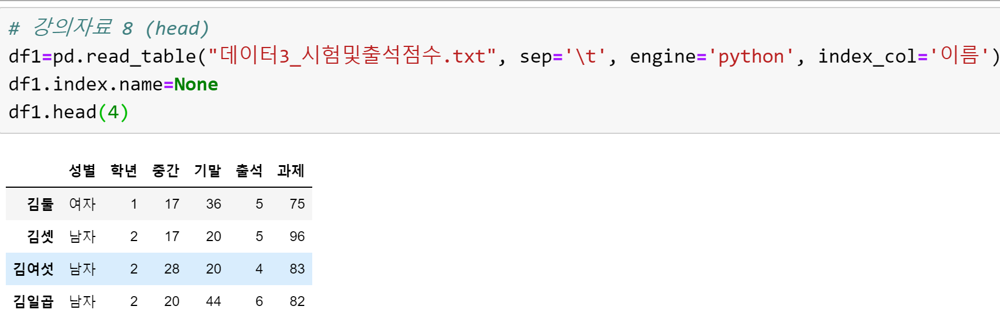 # 강의자료 8 (head)
df1=pd.read_table("데이터3_시험및출석점수.txt", sep='\t', engine='python', index_col='이름')
df1.index.name=None
df1.head(4)
성별 학년 중간 기말 출석 과제
김둘 여자 1 17 36 5 75
김셋 남자 2 17 20 5 96
김여섯 남자 2 28 20 4 83
김일곱 남자 2 20 44 6 82